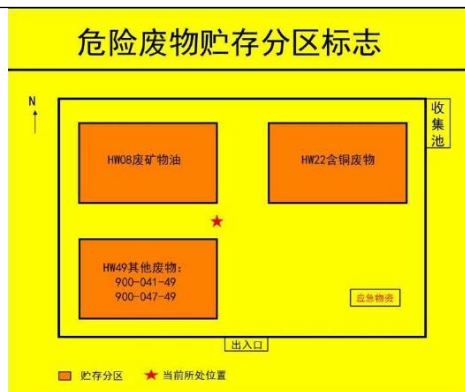 危险废物贮存分区标志
N
收
集
池
HW08废矿物油
HW22含铜废物
HW49其他废物：
900-041-49
900-047-49
应急物资
出入口
贮存分区
当前所处位置